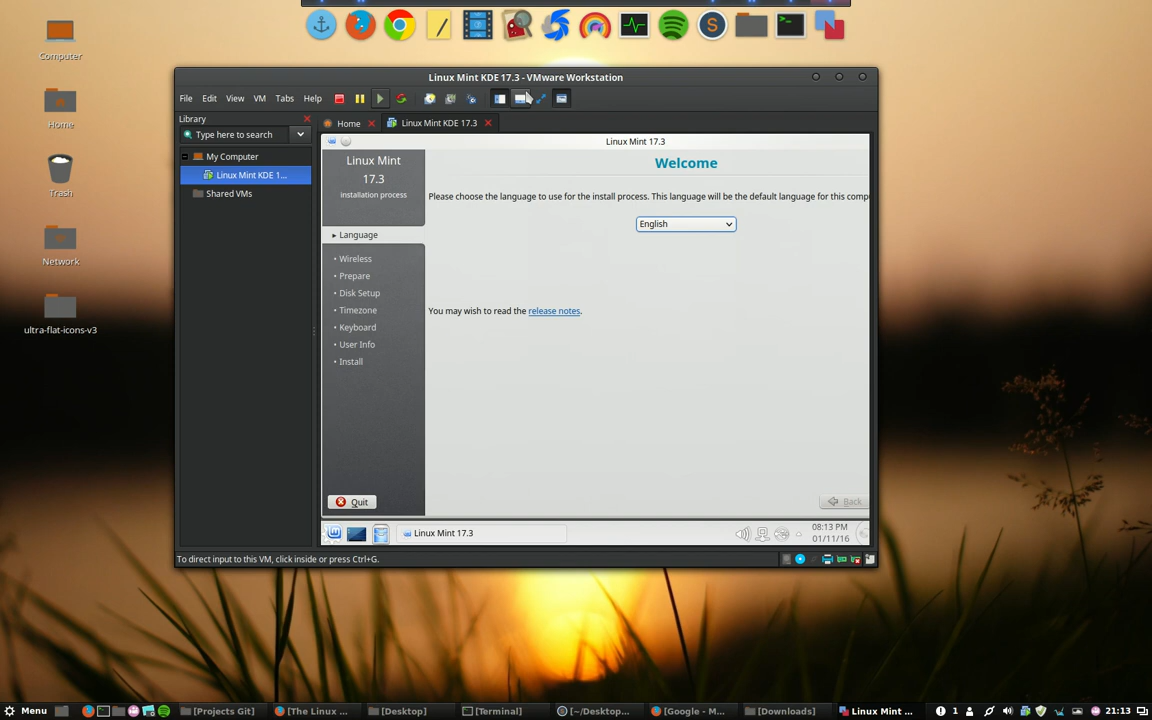 Computer
Home
Trash
Network
ultra-flat-icons-v3
Linux Mint KDE 17.3 - VMware Workstation
File Edit View VM Tabs Help
Library
Type here to search
My Computer
Linux Mint KDE 1...
Shared VMs
Home
Linux Mint KDE 17.3
Linux Mint 17.3
Linux Mint
17.3
installation process
Language
Wireless
Prepare
Disk Setup
Timezone
Keyboard
User Info
Install
Quit
Welcome
Please choose the language to use for the install process. This language will be the default language for this comp
English
You may wish to read the release notes.
Back
Linux Mint 17.3
08:13 PM
01/11/16
To direct input to this VM, click inside or press Ctrl+G.
Menu
[Projects Git]
[The Linux ...
[Desktop]
[Terminal]
[~/Desktop...
[Google - M...
[Downloads]
Linux Mint ...
1
21:13